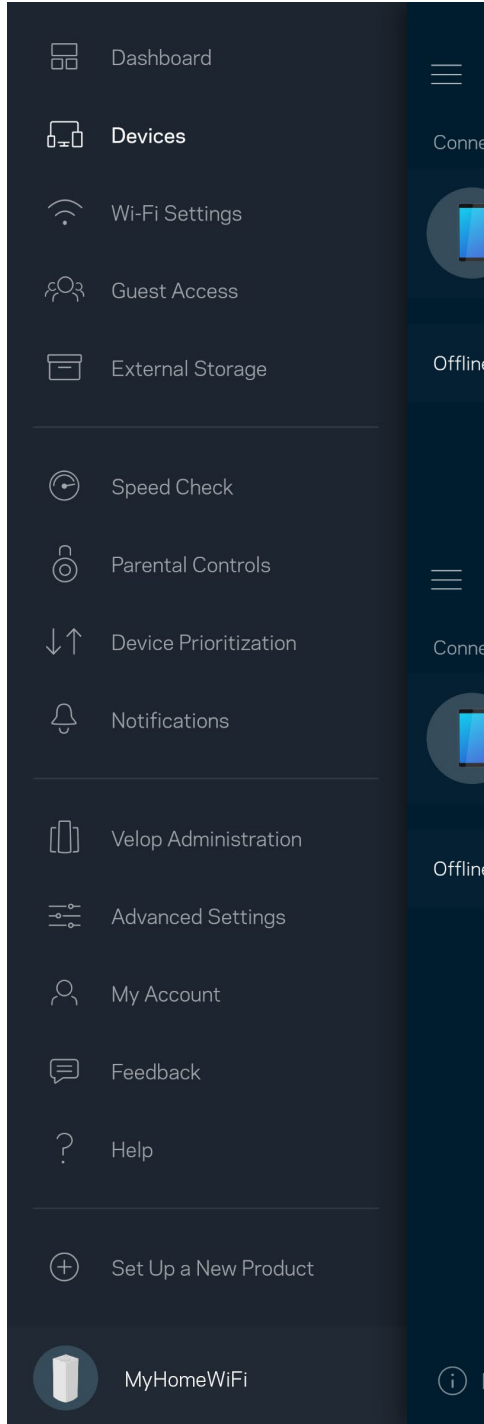 Dashboard
Devices
Wi-Fi Settings
Guest Access
External Storage
Speed Check
Parental Controls
Device Prioritization
Notifications
Velop Administration
Advanced Settings
My Account
Feedback
Help
Set Up a New Product
MyHomeWiFi